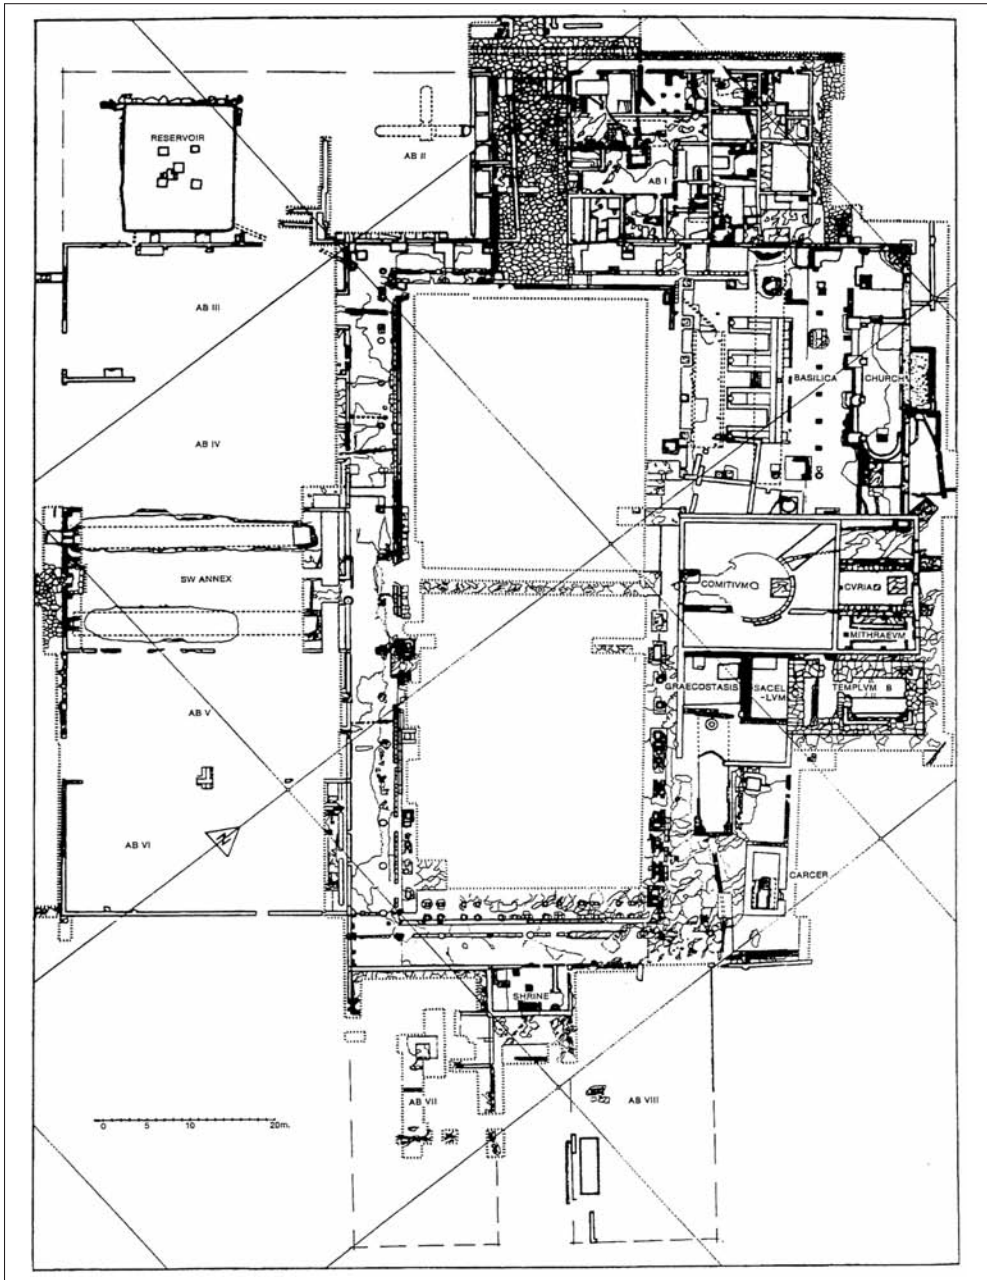 RESERVOIR
AB II
AB I
AB III
BASILICA
CHURCH
AB IV
SW ANNEX
COMITIVM
CVRIA
MITHRAEVM
GRAECOSTASIS
SACEL
-LVM
TEMPLVM B
AB V
N
AB VI
CARCER
SHRINE
AB VII
AB VIII
0 5 10 20m.